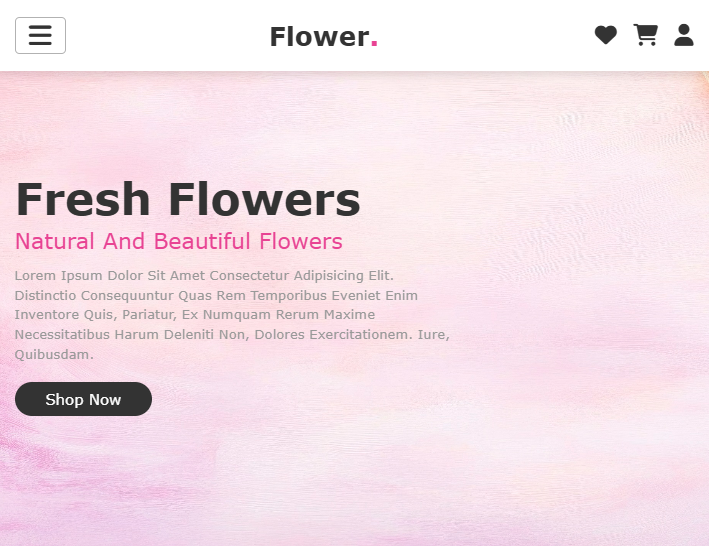 Flower.
Fresh Flowers
Natural And Beautiful Flowers
Lorem Ipsum Dolor Sit Amet Consectetur Adipisicing Elit.
Distinctio Consequuntur Quas Rem Temporibus Eveniet Enim
Inventore Quis, Pariatur, Ex Numquam Rerum Maxime
Necessitatibus Harum Deleniti Non, Dolores Exercitationem. Iure,
Quibusdam.
Shop Now